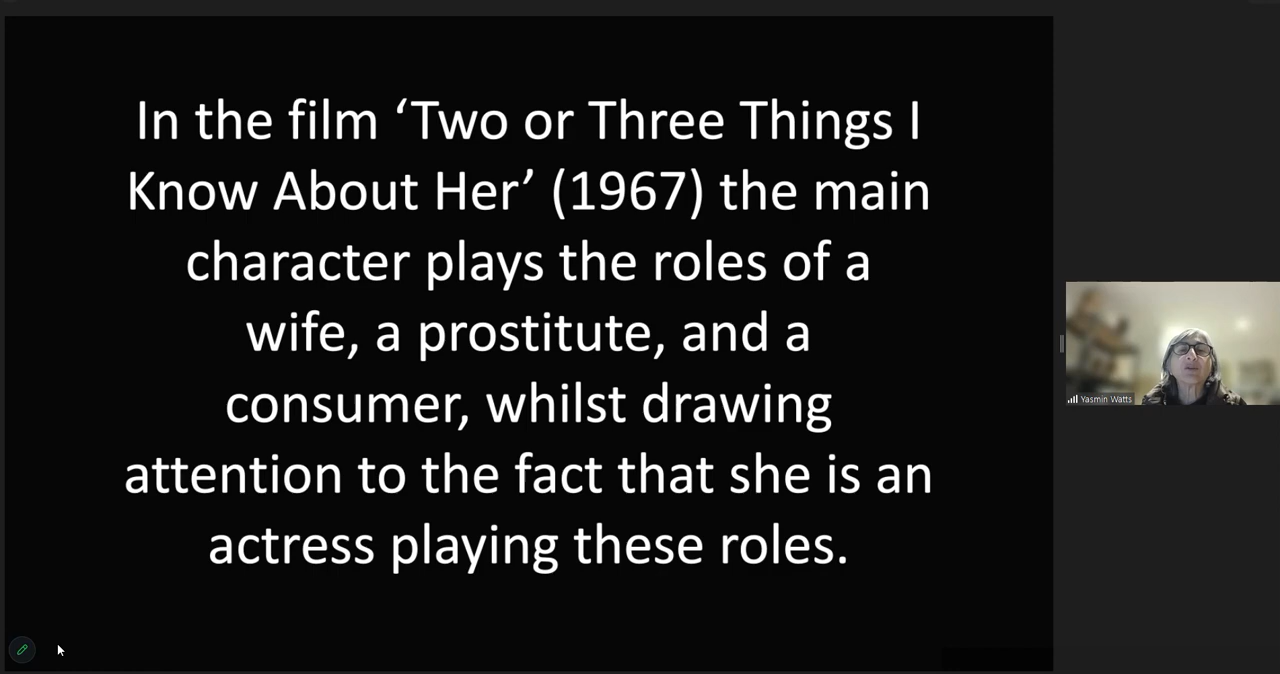 In the film ‘Two or Three Things I
Know About Her’ (1967) the main
character plays the roles of a
wife, a prostitute, and a
consumer, whilst drawing
attention to the fact that she is an
actress playing these roles.
Yasmin Watts